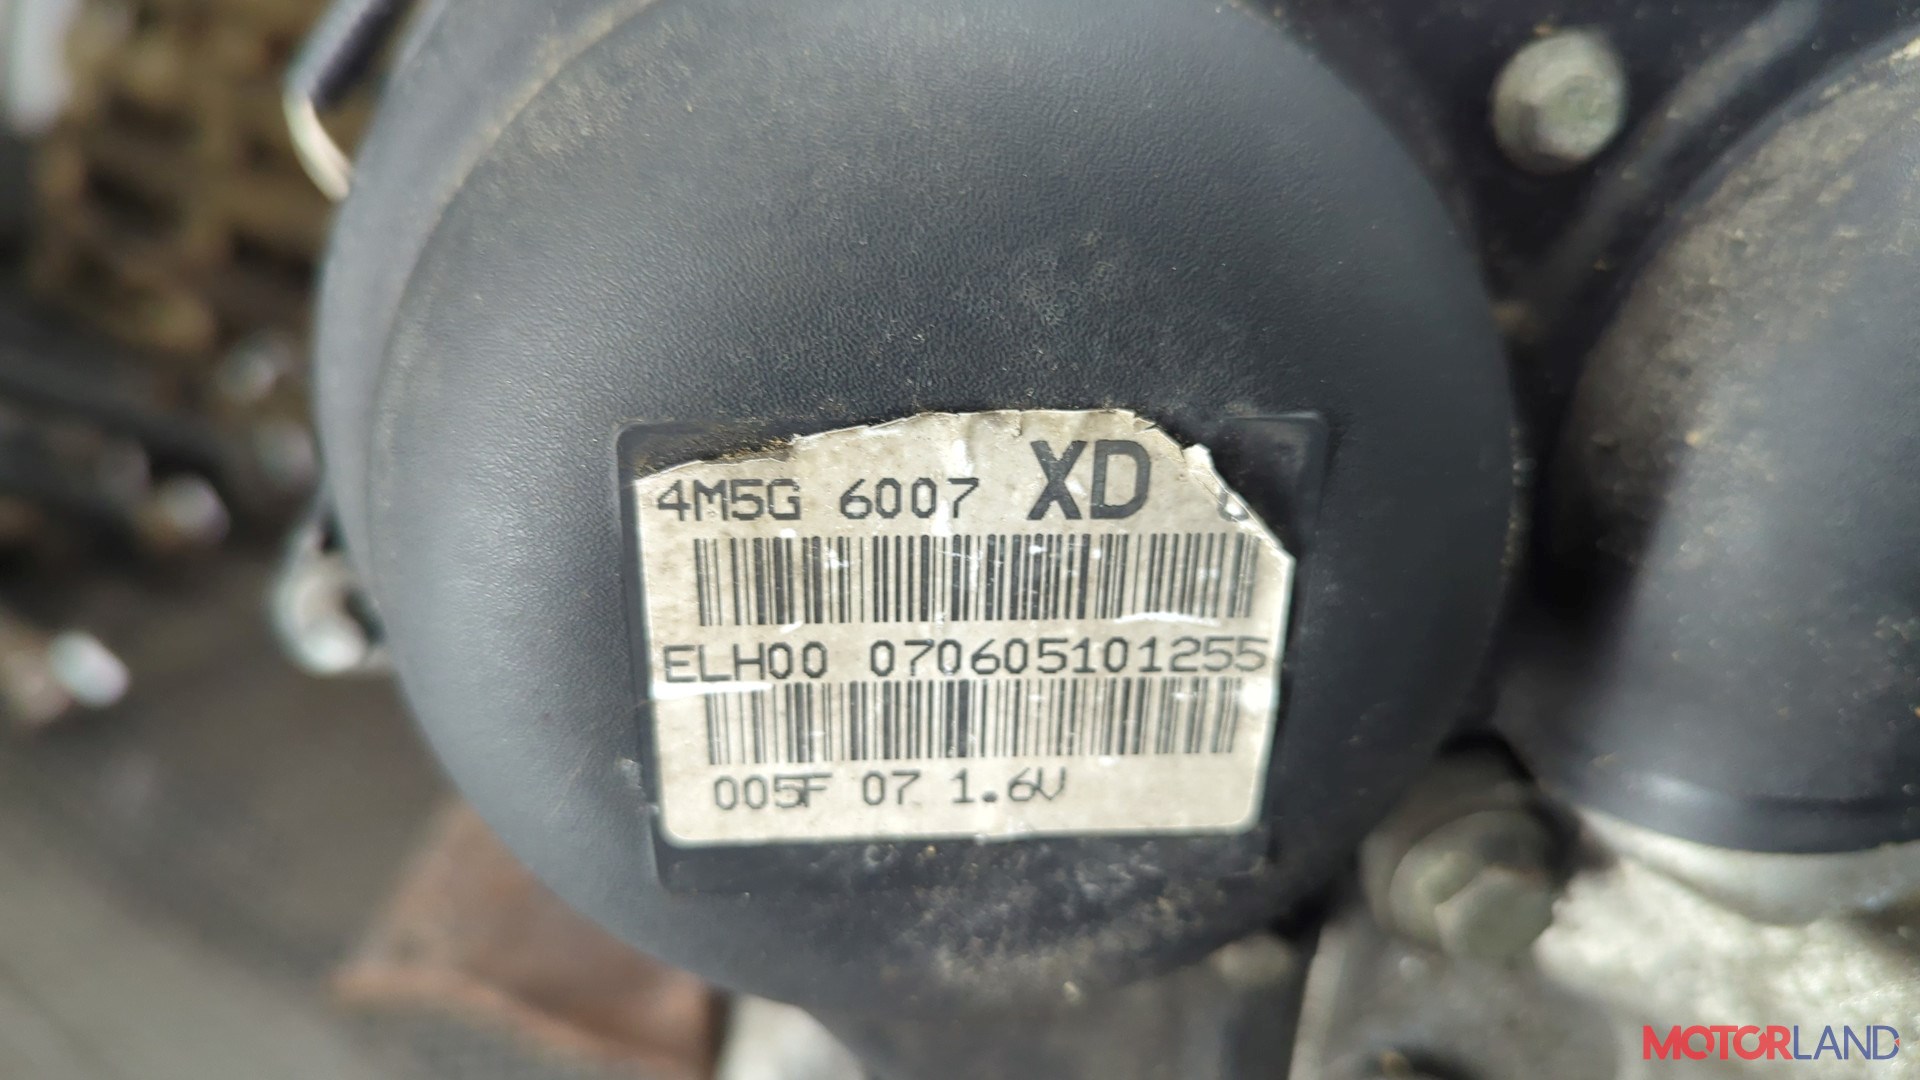 4M5G 6007 XD
ELH00 070605101255
005F 07 1.6V
MOTORLAND